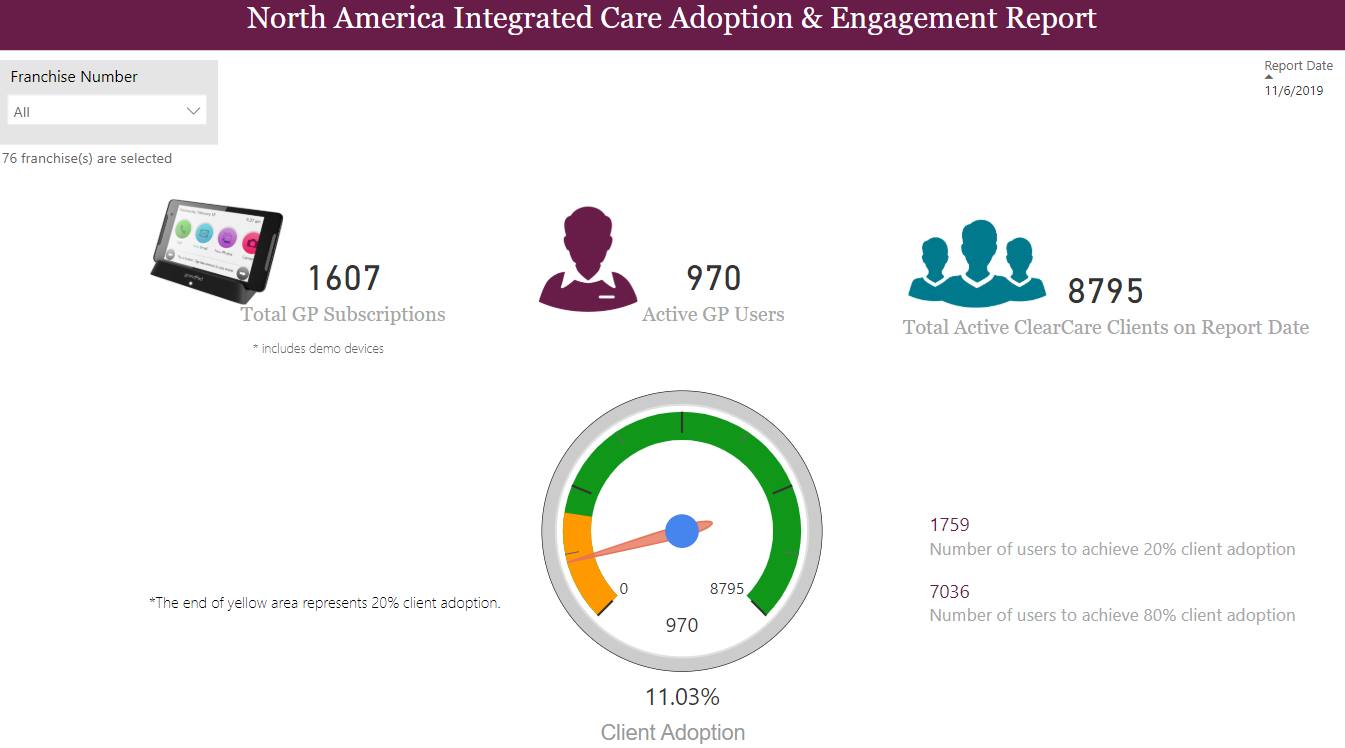 North America Integrated Care Adoption & Engagement Report
Franchise Number
All
76 franchise(s) are selected
Report Date
11/6/2019
1607
Total GP Subscriptions
* includes demo devices
970
Active GP Users
8795
Total Active ClearCare Clients on Report Date
*The end of yellow area represents 20% client adoption.
0
8795
970
11.03%
Client Adoption
1759
Number of users to achieve 20% client adoption
7036
Number of users to achieve 80% client adoption